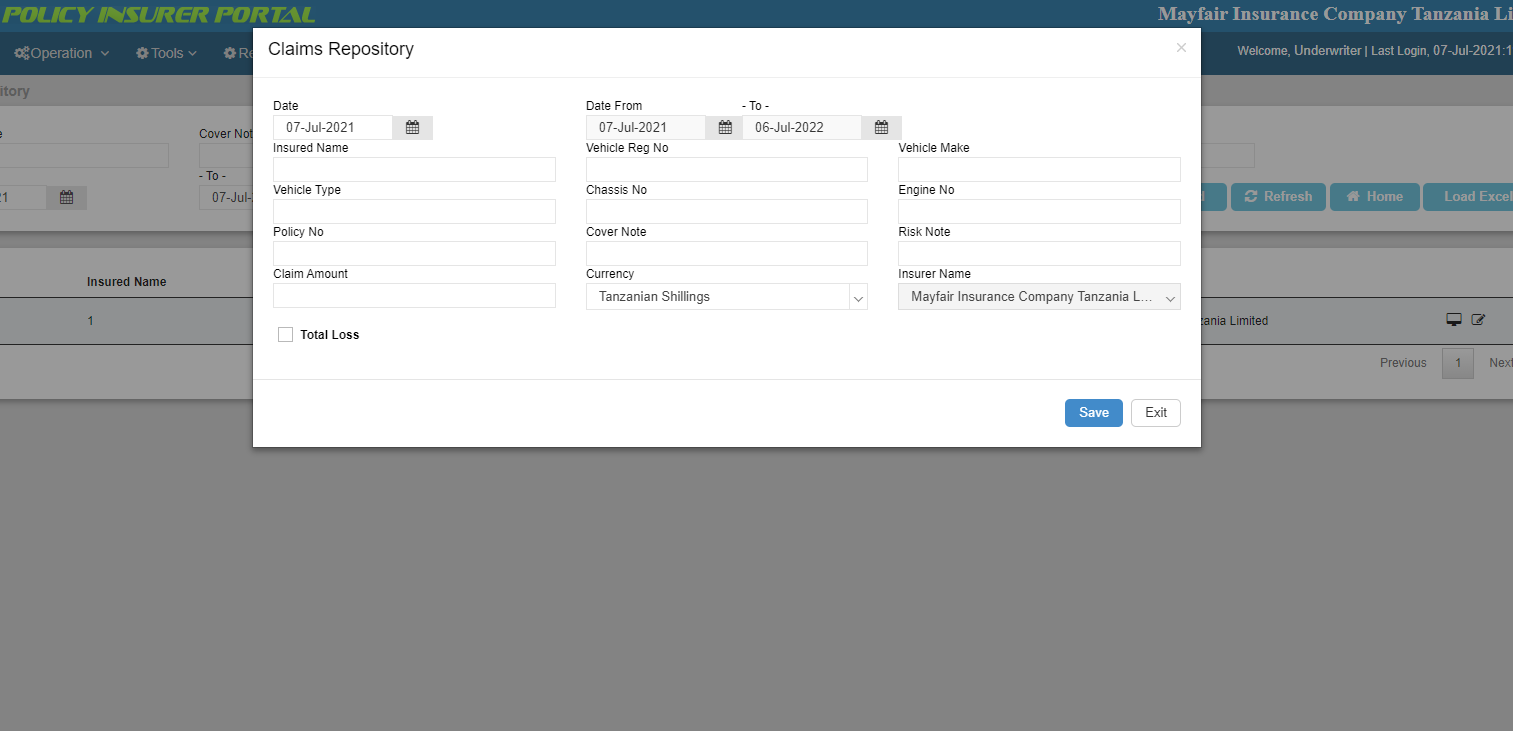 POLICY INSURER PORTAL
Mayfair Insurance Company Tanzania Li
Operation
Tools
Welcome, Underwriter | Last Login, 07-Jul-2021:1
Claims Repository
×
Date
Date From
- To -
07-Jul-2021
07-Jul-2021
06-Jul-2022
Insured Name
Vehicle Reg No
Vehicle Make
Vehicle Type
Chassis No
Engine No
Policy No
Cover Note
Risk Note
Claim Amount
Currency
Insurer Name
Tanzanian Shillings
Mayfair Insurance Company Tanzania L...
Total Loss
Save
Exit
Cover Not
- To -
07-Jul-
Refresh
Home
Load Excel
Insured Name
1
zania Limited
Previous
1
Next